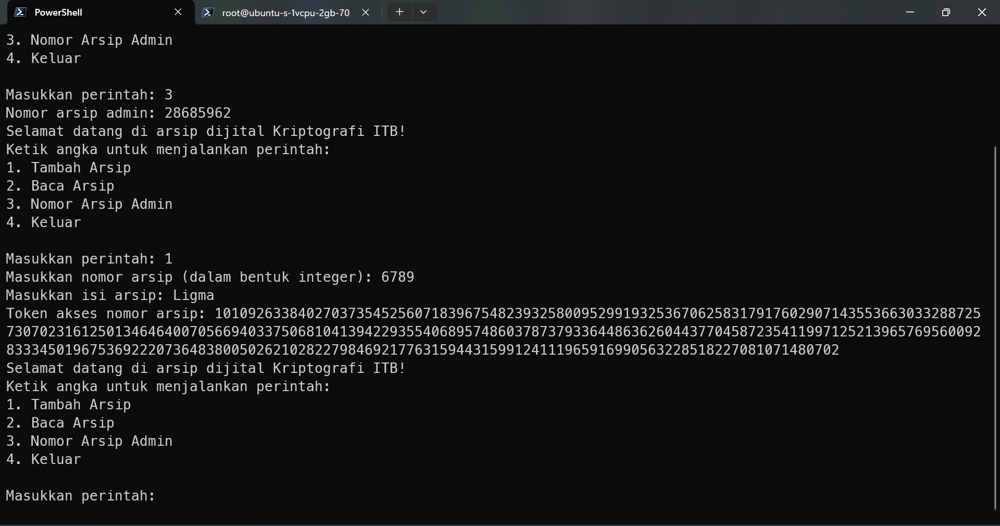 PowerShell
root@ubuntu-s-1vcpu-2gb-70
3. Nomor Arsip Admin
4. Keluar
Masukkan perintah: 3
Nomor arsip admin: 28685962
Selamat datang di arsip dijital Kriptografi ITB!
Ketik angka untuk menjalankan perintah:
1. Tambah Arsip
2. Baca Arsip
3. Nomor Arsip Admin
4. Keluar
Masukkan perintah: 1
Masukkan nomor arsip (dalam bentuk integer): 6789
Masukkan isi arsip: Ligma
Token akses nomor arsip: 10109263384027037354525607183967548239325800952991932536706258317917602907143553663033288725
730702316125013464640070566940337506810413942293554068957486037873793364486362604437704587235411997125213965769560092
8333450196753692220736483800502621028227984692177631594431599124111965916990563228518227081071480702
Selamat datang di arsip dijital Kriptografi ITB!
Ketik angka untuk menjalankan perintah:
1. Tambah Arsip
2. Baca Arsip
3. Nomor Arsip Admin
4. Keluar
Masukkan perintah: